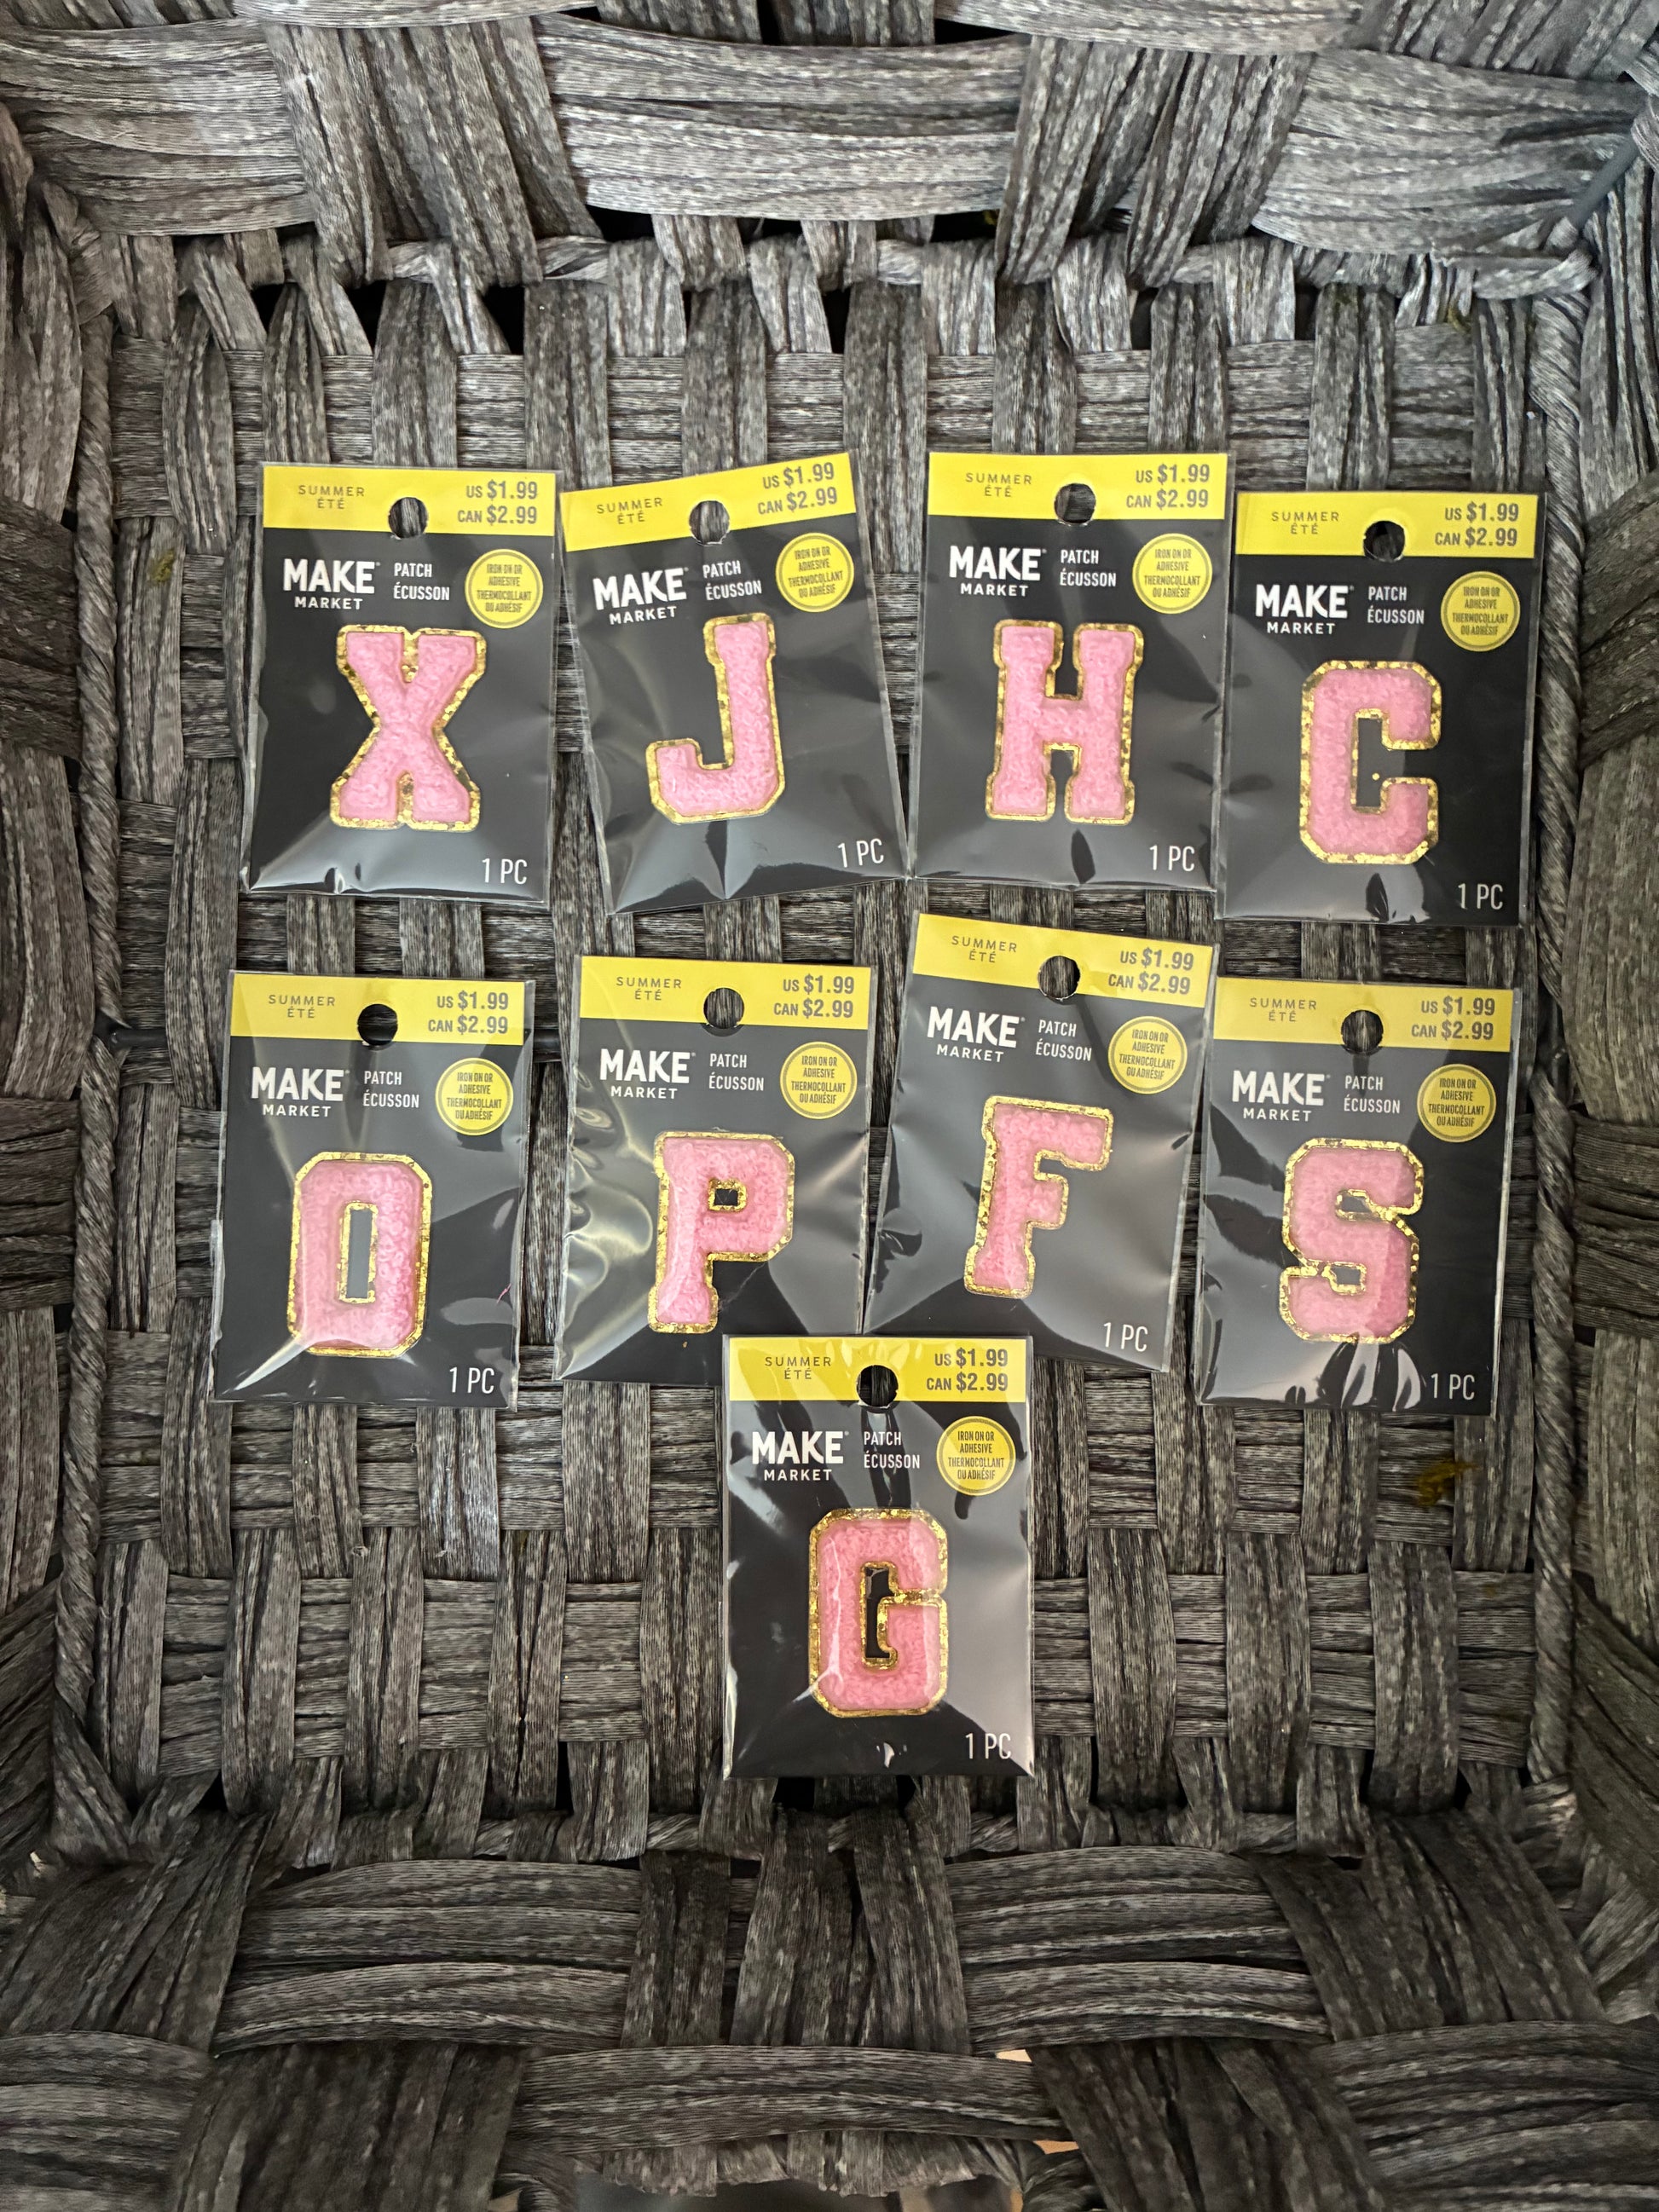 SUMMER
ÉTÉ
US $1.99
CAN $2.99
MAKE
MARKET
PATCH
ÉCUSSON
IRON ON OR
ADHESIVE
THERMOCOLLANT
OU ADHÉSIF
X
1 PC
SUMMER
ÉTÉ
US $1.99
CAN $2.99
MAKE
MARKET
PATCH
ÉCUSSON
IRON ON OR
ADHESIVE
THERMOCOLLANT
OU ADHÉSIF
J
1 PC
SUMMER
ÉTÉ
US $1.99
CAN $2.99
MAKE
MARKET
PATCH
ÉCUSSON
IRON ON OR
ADHESIVE
THERMOCOLLANT
OU ADHÉSIF
H
1 PC
SUMMER
ÉTÉ
US $1.99
CAN $2.99
MAKE
MARKET
PATCH
ÉCUSSON
IRON ON OR
ADHESIVE
THERMOCOLLANT
OU ADHÉSIF
C
1 PC
SUMMER
ÉTÉ
US $1.99
CAN $2.99
MAKE
MARKET
PATCH
ÉCUSSON
IRON ON OR
ADHESIVE
THERMOCOLLANT
OU ADHÉSIF
O
1 PC
SUMMER
ÉTÉ
US $1.99
CAN $2.99
MAKE
MARKET
PATCH
ÉCUSSON
IRON ON OR
ADHESIVE
THERMOCOLLANT
OU ADHÉSIF
P
SUMMER
ÉTÉ
US $1.99
CAN $2.99
MAKE
MARKET
PATCH
ÉCUSSON
IRON ON OR
ADHESIVE
THERMOCOLLANT
OU ADHÉSIF
F
1 PC
SUMMER
ÉTÉ
US $1.99
CAN $2.99
MAKE
MARKET
PATCH
ÉCUSSON
IRON ON OR
ADHESIVE
THERMOCOLLANT
OU ADHÉSIF
S
1 PC
SUMMER
ÉTÉ
US $1.99
CAN $2.99
MAKE
MARKET
PATCH
ÉCUSSON
IRON ON OR
ADHESIVE
THERMOCOLLANT
OU ADHÉSIF
G
1 PC